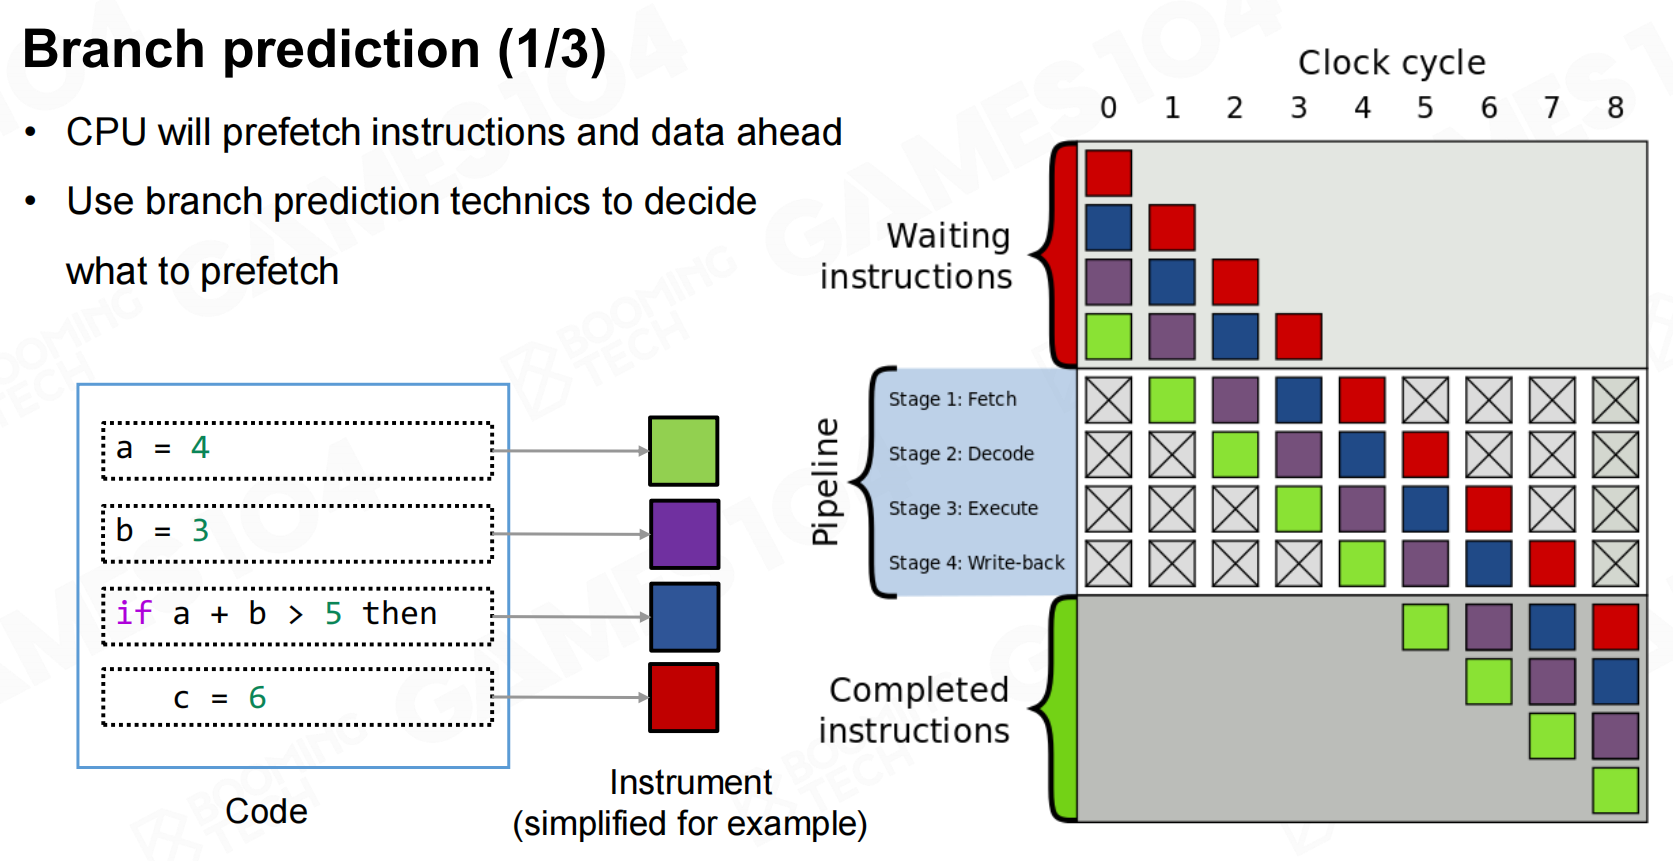 Branch prediction (1/3)
• CPU will prefetch instructions and data ahead
• Use branch prediction technics to decide
what to prefetch
a = 4
b = 3
if a + b > 5 then
c = 6
Code
Instrument
(simplified for example)
Clock cycle
0 1 2 3 4 5 6 7 8
Waiting
instructions
Pipeline
Stage 1: Fetch
Stage 2: Decode
Stage 3: Execute
Stage 4: Write-back
Completed
instructions
GAMES104
BOOMING
TECH